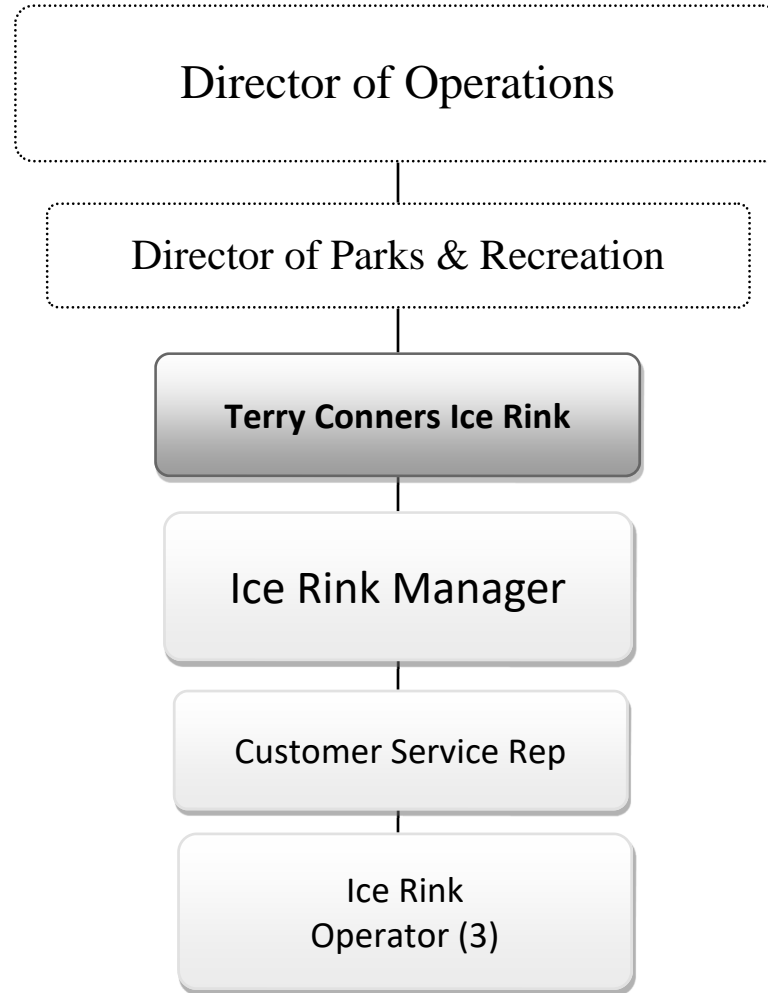 Director of Operations
Director of Parks & Recreation
Terry Conners Ice Rink
Ice Rink Manager
Customer Service Rep
Ice Rink
Operator (3)